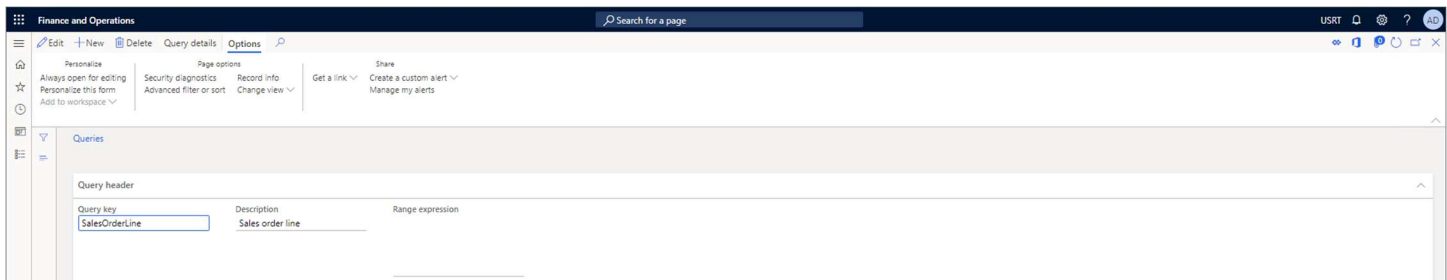 Finance and Operations
Search for a page
USRT
?
AD
Edit
New
Delete
Query details
Options
0
Personalize
Always open for editing
Personalize this form
Add to workspace
Page options
Security diagnostics
Advanced filter or sort
Record info
Change view
Share
Get a link
Create a custom alert
Manage my alerts
Queries
Query header
Query key
SalesOrderLine
Description
Sales order line
Range expression